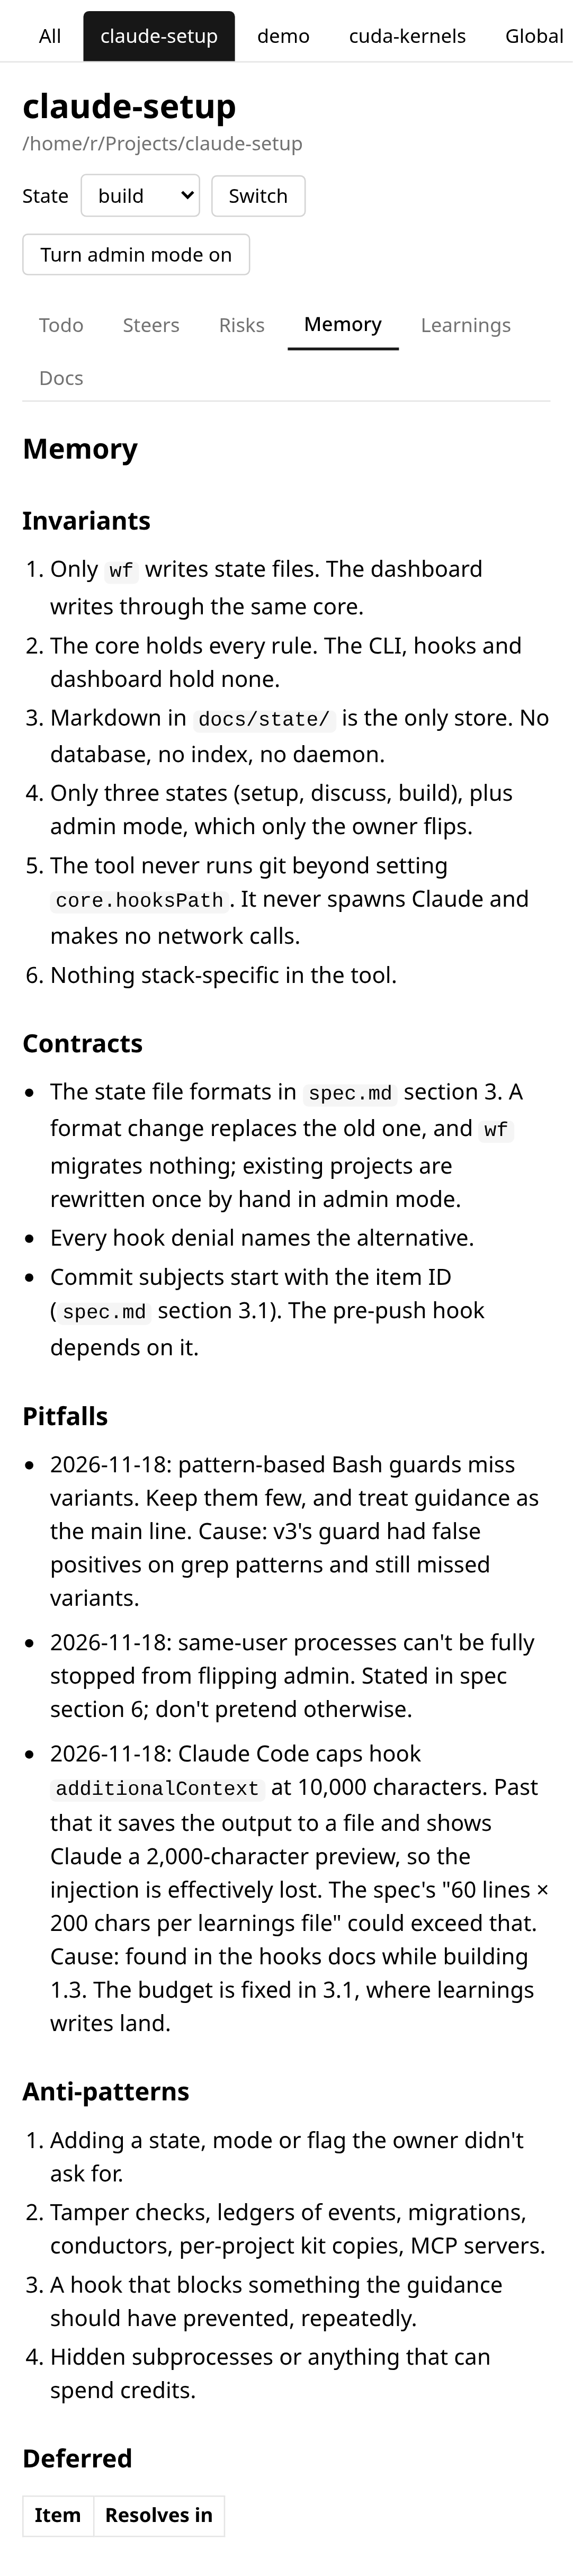 All claude-setup demo cuda-kernels Global
claude-setup
/home/r/Projects/claude-setup
State build Switch
Turn admin mode on
Todo Steers Risks Memory Learnings
Docs
Memory
Invariants
1. Only wf writes state files. The dashboard
writes through the same core.
2. The core holds every rule. The CLI, hooks and
dashboard hold none.
3. Markdown in docs/state/ is the only store. No
database, no index, no daemon.
4. Only three states (setup, discuss, build), plus
admin mode, which only the owner flips.
5. The tool never runs git beyond setting
core.hooksPath. It never spawns Claude and
makes no network calls.
6. Nothing stack-specific in the tool.
Contracts
• The state file formats in spec.md section 3. A
format change replaces the old one, and wf
migrates nothing; existing projects are
rewritten once by hand in admin mode.
• Every hook denial names the alternative.
• Commit subjects start with the item ID
(spec.md section 3.1). The pre-push hook
depends on it.
Pitfalls
• 2026-11-18: pattern-based Bash guards miss
variants. Keep them few, and treat guidance as
the main line. Cause: v3's guard had false
positives on grep patterns and still missed
variants.
• 2026-11-18: same-user processes can't be fully
stopped from flipping admin. Stated in spec
section 6; don't pretend otherwise.
• 2026-11-18: Claude Code caps hook
additionalContext at 10,000 characters. Past
that it saves the output to a file and shows
Claude a 2,000-character preview, so the
injection is effectively lost. The spec's "60 lines ×
200 chars per learnings file" could exceed that.
Cause: found in the hooks docs while building
1.3. The budget is fixed in 3.1, where learnings
writes land.
Anti-patterns
1. Adding a state, mode or flag the owner didn't
ask for.
2. Tamper checks, ledgers of events, migrations,
conductors, per-project kit copies, MCP servers.
3. A hook that blocks something the guidance
should have prevented, repeatedly.
4. Hidden subprocesses or anything that can
spend credits.
Deferred
Item Resolves in